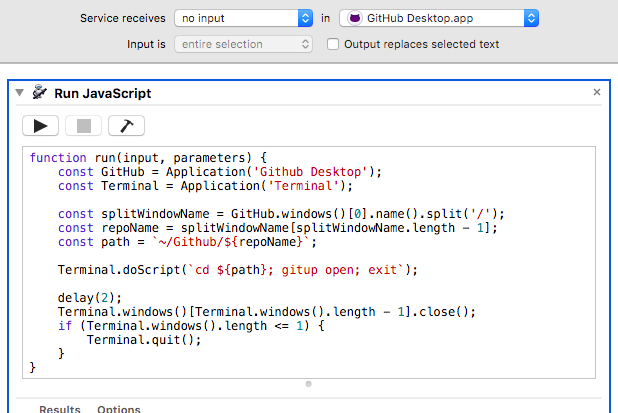 Service receives no input in GitHub Desktop.app
Input is entire selection Output replaces selected text
Run JavaScript
function run(input, parameters) {
    const GitHub = Application('Github Desktop');
    const Terminal = Application('Terminal');

    const splitWindowName = GitHub.windows()[0].name().split('/');
    const repoName = splitWindowName[splitWindowName.length - 1];
    const path = `~/Github/${repoName}`;

    Terminal.doScript(`cd ${path}; gitup open; exit`);

    delay(2);
    Terminal.windows()[Terminal.windows().length - 1].close();
    if (Terminal.windows().length <= 1) {
        Terminal.quit();
    }
}
Results Options